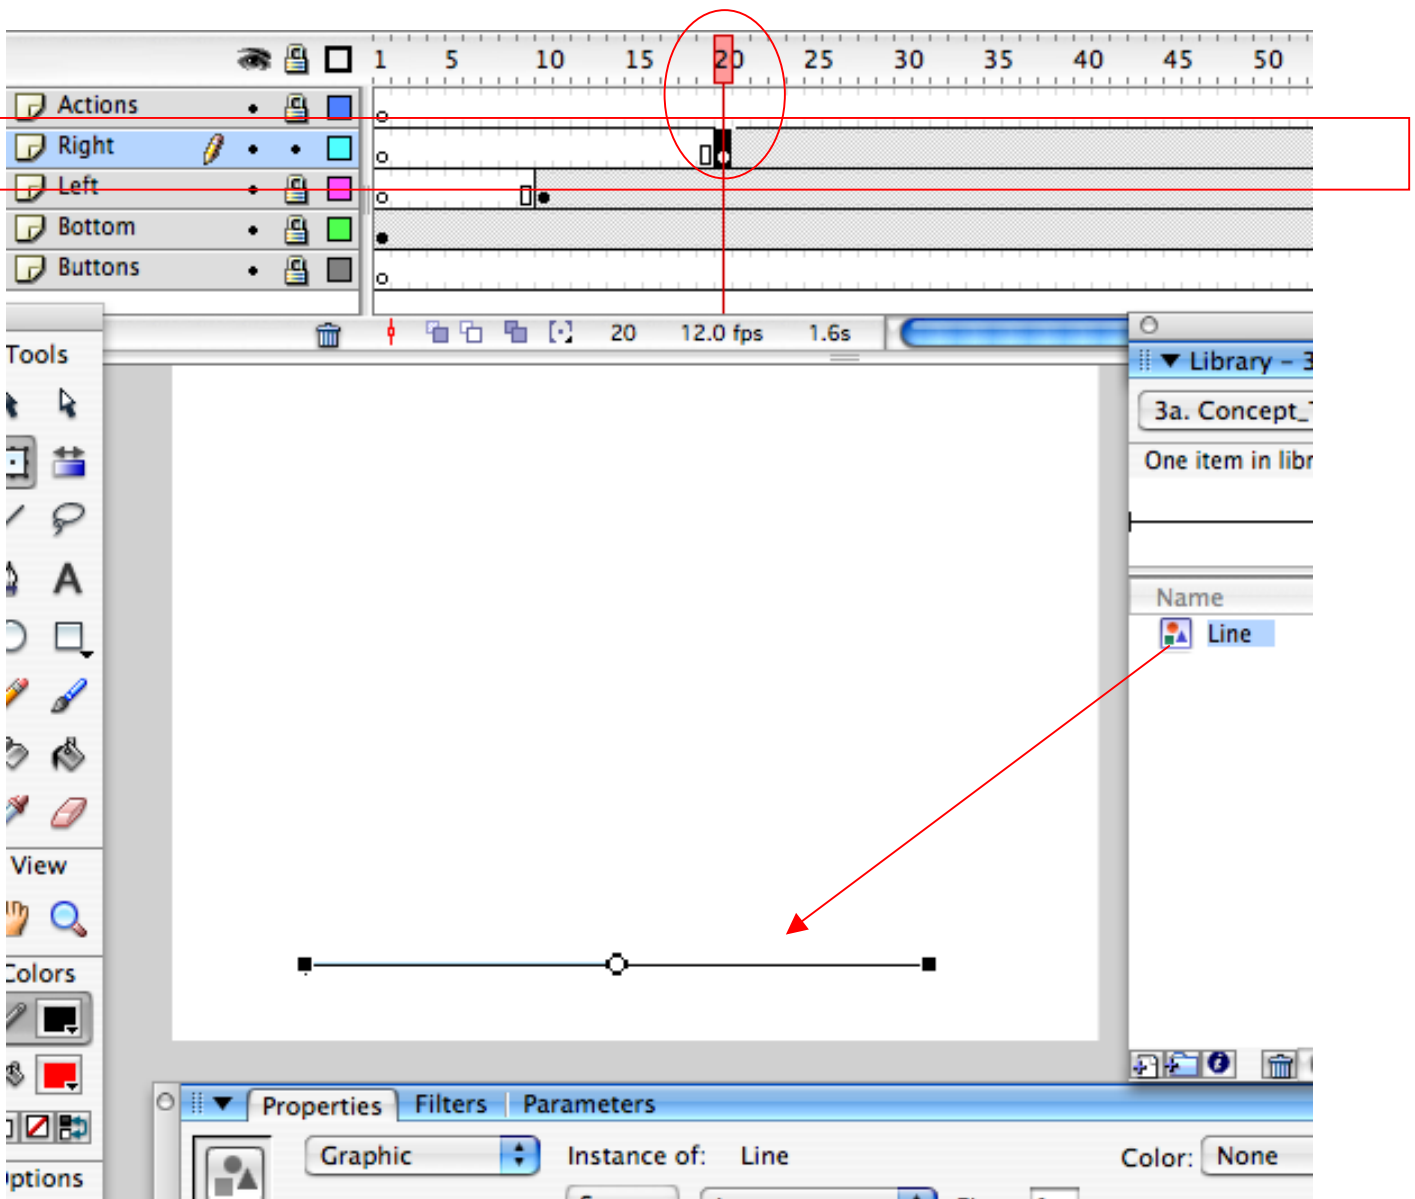 1 5 10 15 20 25 30 35 40 45 50
Actions
Right
Left
Bottom
Buttons
20 12.0 fps 1.6s
Tools
Library – 3
3a. Concept_
One item in libr
Name
Line
A
View
Colors
Properties Filters Parameters
Graphic Instance of: Line Color: None
ptions